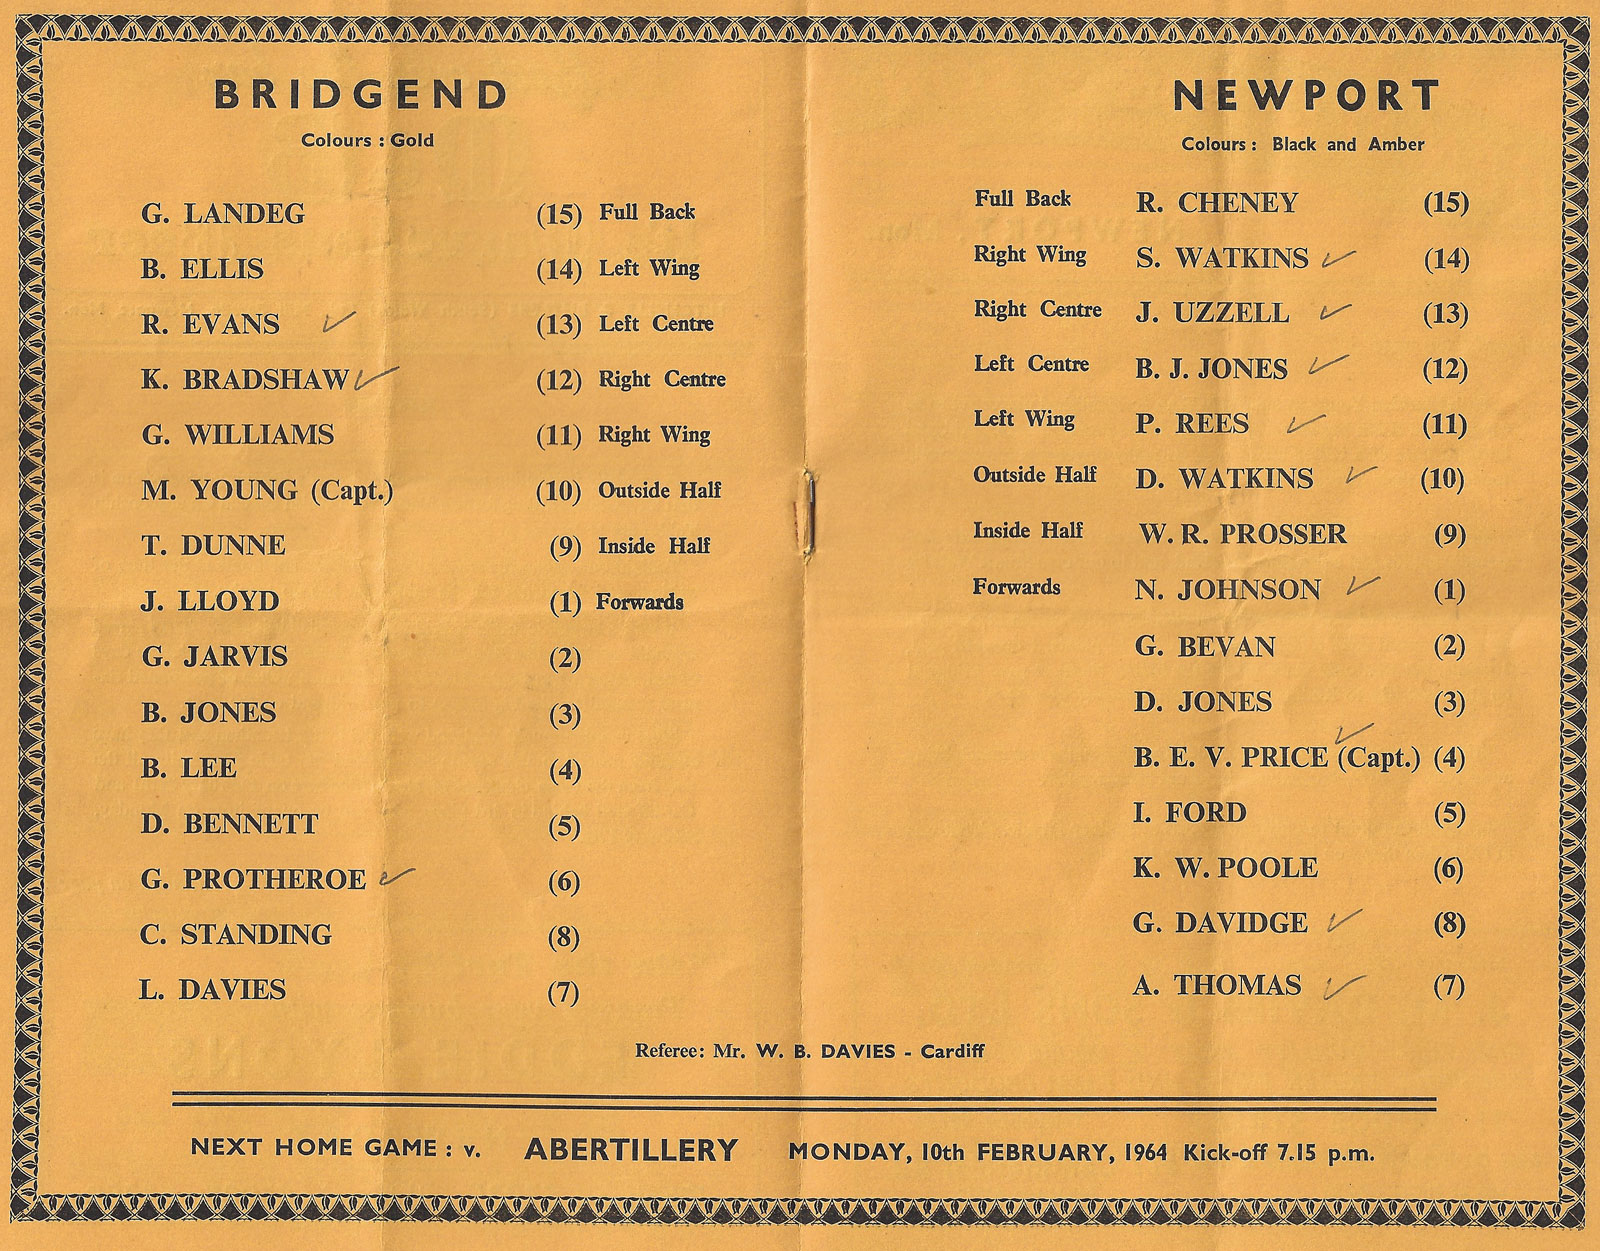 BRIDGEND
Colours : Gold
G. LANDEG (15) Full Back
B. ELLIS (14) Left Wing
R. EVANS ✓ (13) Left Centre
K. BRADSHAW ✓ (12) Right Centre
G. WILLIAMS (11) Right Wing
M. YOUNG (Capt.) (10) Outside Half
T. DUNNE (9) Inside Half
J. LLOYD (1) Forwards
G. JARVIS (2)
B. JONES (3)
B. LEE (4)
D. BENNETT (5)
G. PROTHEROE ✓ (6)
C. STANDING (8)
L. DAVIES (7)
NEWPORT
Colours : Black and Amber
Full Back R. CHENEY (15)
Right Wing S. WATKINS ✓ (14)
Right Centre J. UZZELL ✓ (13)
Left Centre B. J. JONES ✓ (12)
Left Wing P. REES ✓ (11)
Outside Half D. WATKINS ✓ (10)
Inside Half W. R. PROSSER (9)
Forwards N. JOHNSON ✓ (1)
G. BEVAN (2)
D. JONES (3)
B. E. V. PRICE (Capt.) ✓ (4)
I. FORD (5)
K. W. POOLE (6)
G. DAVIDGE ✓ (8)
A. THOMAS ✓ (7)
Referee: Mr. W. B. DAVIES - Cardiff
NEXT HOME GAME : v. ABERTILLERY MONDAY, 10th FEBRUARY, 1964 Kick-off 7.15 p.m.